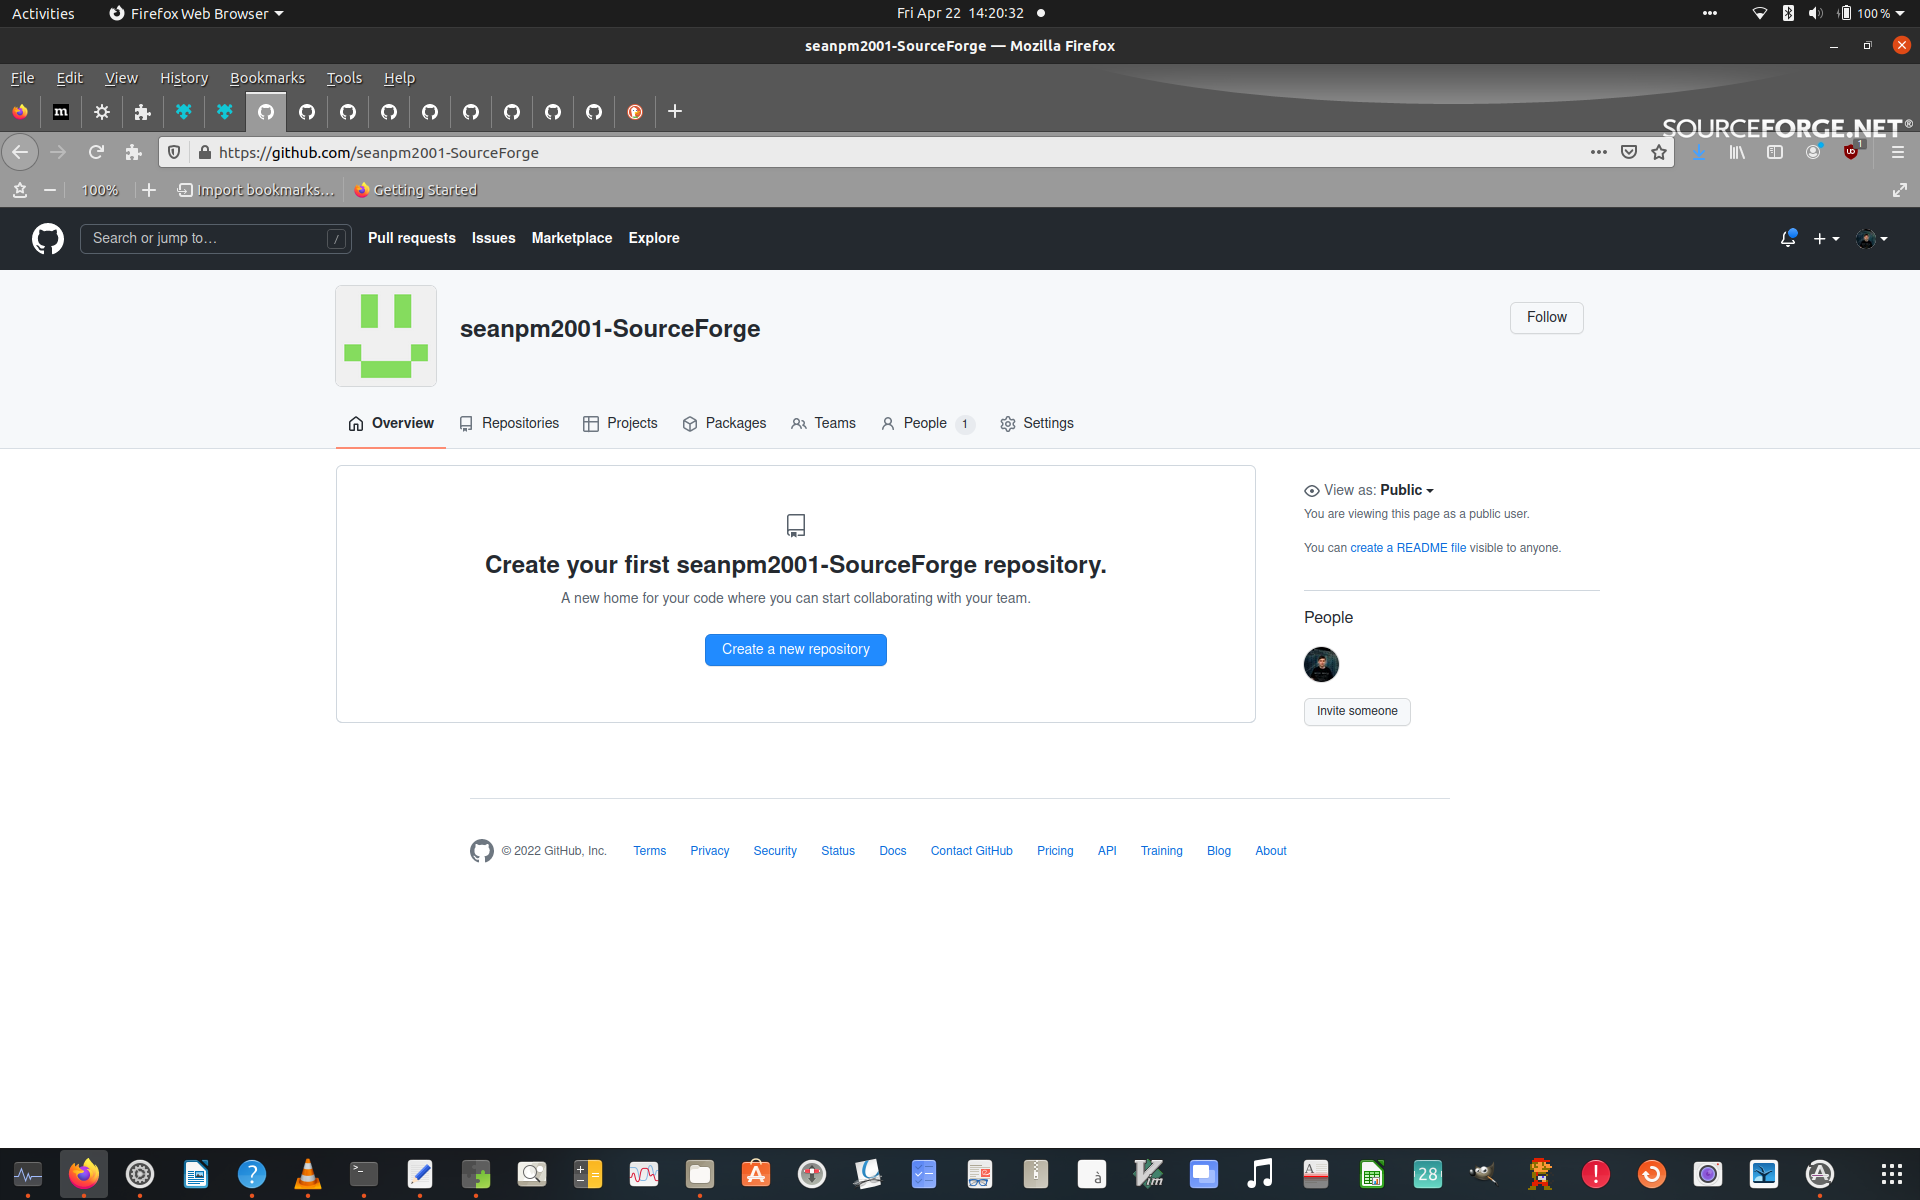 Activities
Firefox Web Browser
Fri Apr 22 14:20:32
100 %
seanpm2001-SourceForge — Mozilla Firefox
File Edit View History Bookmarks Tools Help
m
SOURCEFORGE.NET®
https://github.com/seanpm2001-SourceForge
1
100%
Import bookmarks...
Getting Started
Search or jump to...
/
Pull requests
Issues
Marketplace
Explore
seanpm2001-SourceForge
Follow
Overview
Repositories
Projects
Packages
Teams
People 1
Settings
Create your first seanpm2001-SourceForge repository.
A new home for your code where you can start collaborating with your team.
Create a new repository
View as: Public
You are viewing this page as a public user.
You can create a README file visible to anyone.
People
Invite someone
© 2022 GitHub, Inc.
Terms
Privacy
Security
Status
Docs
Contact GitHub
Pricing
API
Training
Blog
About
?
>_
à
Vim
A
28
!